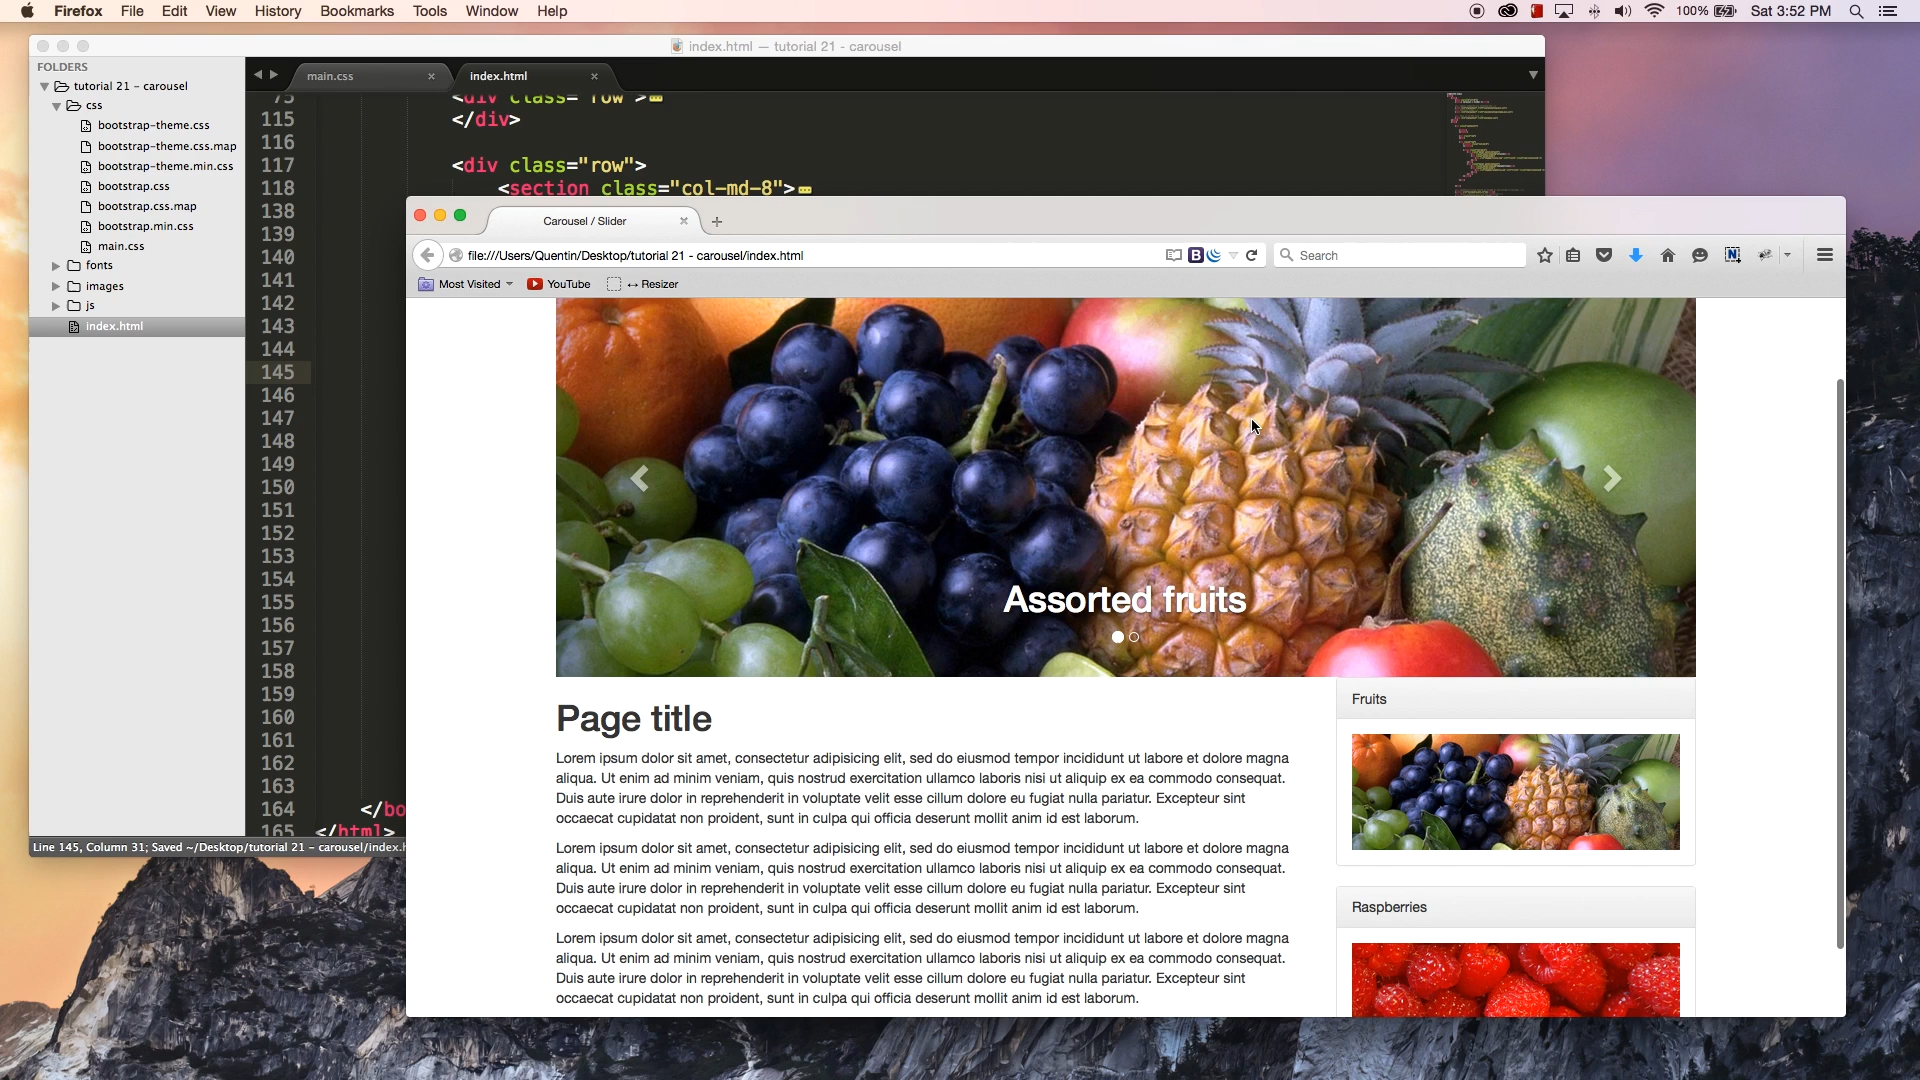 Firefox File Edit View History Bookmarks Tools Window Help
100% Sat 3:52 PM
index.html — tutorial 21 - carousel
FOLDERS
tutorial 21 - carousel
css
bootstrap-theme.css
bootstrap-theme.css.map
bootstrap-theme.min.css
bootstrap.css
bootstrap.css.map
bootstrap.min.css
main.css
fonts
images
js
index.html
main.css
index.html
75 <div class="row">
115 </div>
116
117 <div class="row">
118 <section class="col-md-8">
138
139
140
141
142
143
144
145
146
147
148
149
150
151
152
153
154
155
156
157
158
159
160
161
162
163
164 </bo
165 </html>
Line 145, Column 31; Saved ~/Desktop/tutorial 21 - carousel/index.h
Carousel / Slider
file:///Users/Quentin/Desktop/tutorial 21 - carousel/index.html
B
Search
N
Most Visited YouTube ↔ Resizer
Assorted fruits
Page title
Lorem ipsum dolor sit amet, consectetur adipisicing elit, sed do eiusmod tempor incididunt ut labore et dolore magna
aliqua. Ut enim ad minim veniam, quis nostrud exercitation ullamco laboris nisi ut aliquip ex ea commodo consequat.
Duis aute irure dolor in reprehenderit in voluptate velit esse cillum dolore eu fugiat nulla pariatur. Excepteur sint
occaecat cupidatat non proident, sunt in culpa qui officia deserunt mollit anim id est laborum.
Lorem ipsum dolor sit amet, consectetur adipisicing elit, sed do eiusmod tempor incididunt ut labore et dolore magna
aliqua. Ut enim ad minim veniam, quis nostrud exercitation ullamco laboris nisi ut aliquip ex ea commodo consequat.
Duis aute irure dolor in reprehenderit in voluptate velit esse cillum dolore eu fugiat nulla pariatur. Excepteur sint
occaecat cupidatat non proident, sunt in culpa qui officia deserunt mollit anim id est laborum.
Lorem ipsum dolor sit amet, consectetur adipisicing elit, sed do eiusmod tempor incididunt ut labore et dolore magna
aliqua. Ut enim ad minim veniam, quis nostrud exercitation ullamco laboris nisi ut aliquip ex ea commodo consequat.
Duis aute irure dolor in reprehenderit in voluptate velit esse cillum dolore eu fugiat nulla pariatur. Excepteur sint
occaecat cupidatat non proident, sunt in culpa qui officia deserunt mollit anim id est laborum.
Fruits
Raspberries